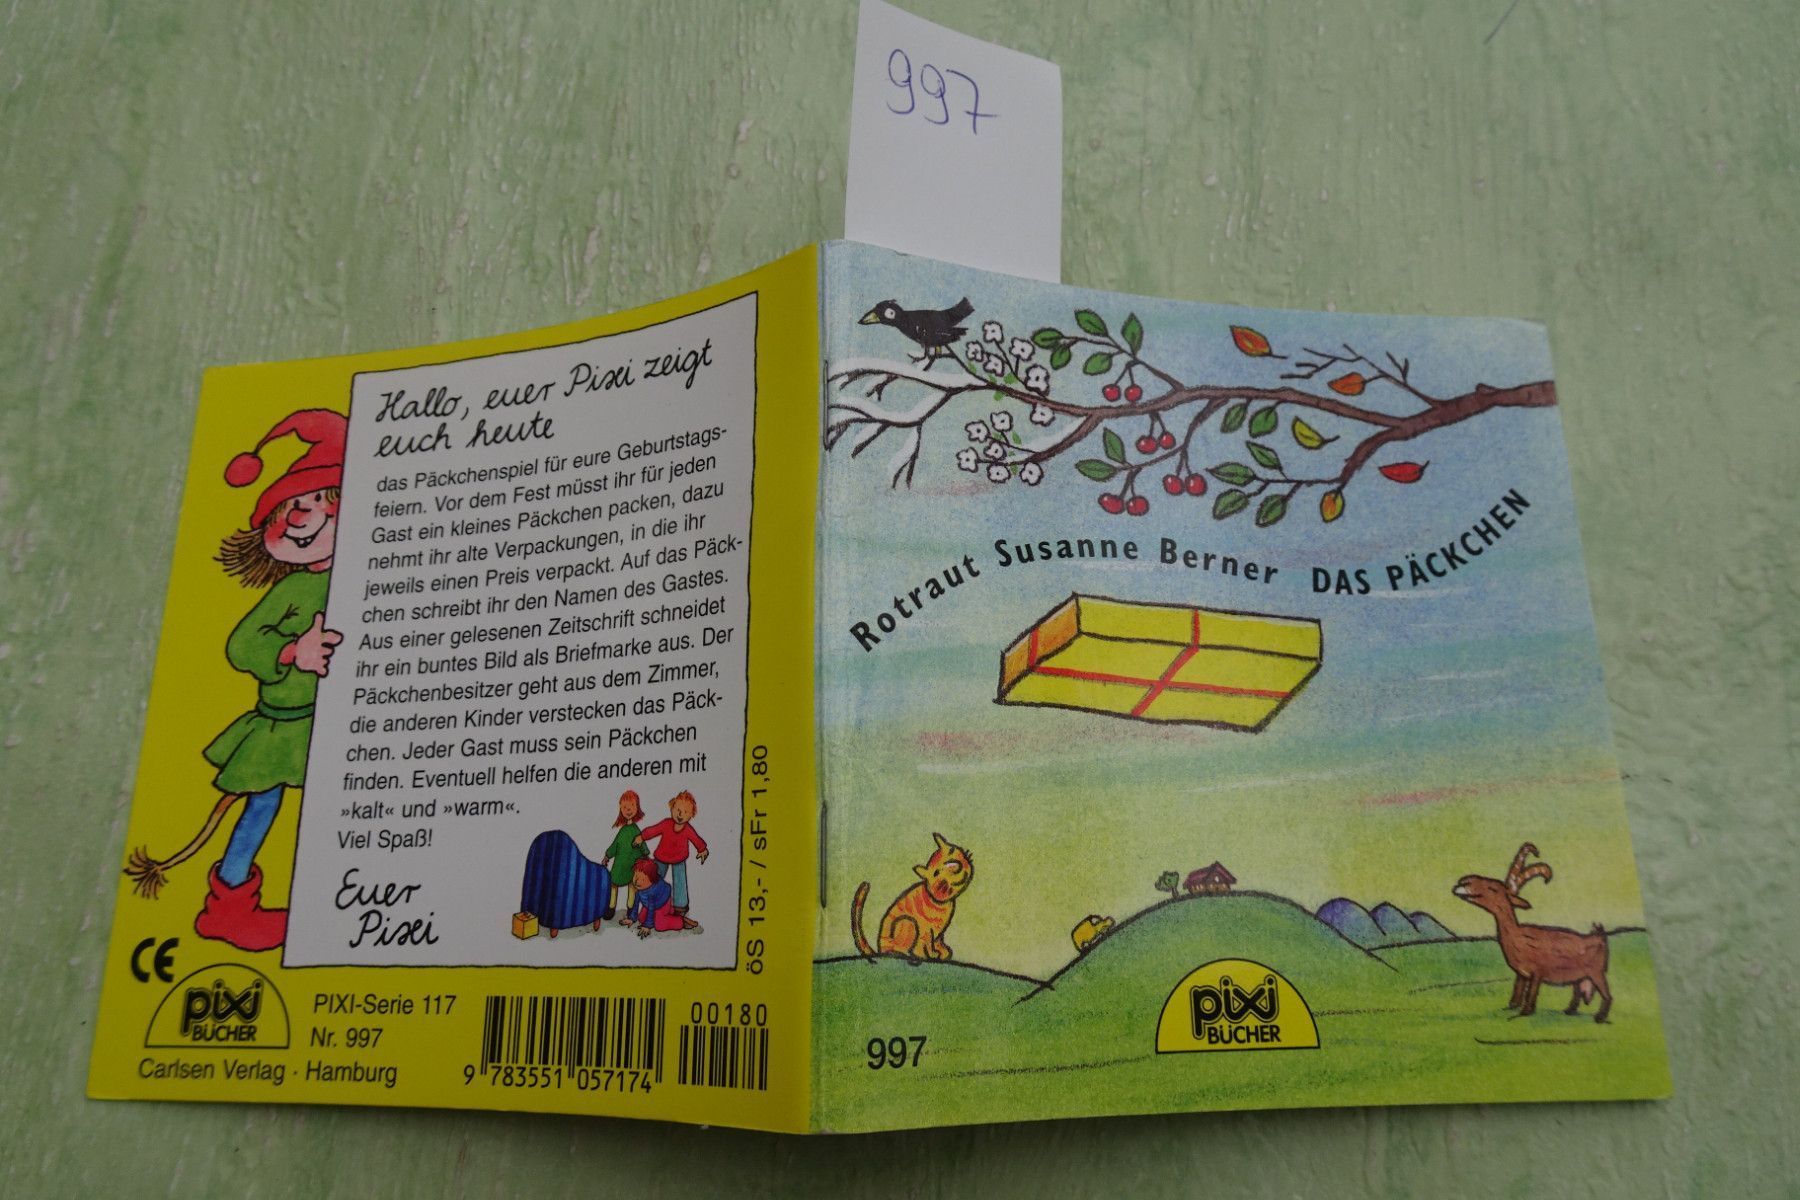 997
Hallo, euer Pixi zeigt
euch heute
das Päckchenspiel für eure Geburtstags-
feiern. Vor dem Fest müsst ihr für jeden
Gast ein kleines Päckchen packen, dazu
nehmt ihr alte Verpackungen, in die ihr
jeweils einen Preis verpackt. Auf das Päck-
chen schreibt ihr den Namen des Gastes.
Aus einer gelesenen Zeitschrift schneidet
ihr ein buntes Bild als Briefmarke aus. Der
Päckchenbesitzer geht aus dem Zimmer,
die anderen Kinder verstecken das Päck-
chen. Jeder Gast muss sein Päckchen
finden. Eventuell helfen die anderen mit
»kalt« und »warm«.
Viel Spaß!
Euer
Pixi
öS 13,- / sFr 1,80
CE
pixi
BÜCHER
PIXI-Serie 117
Nr. 997
Carlsen Verlag · Hamburg
9 783551 057174
00180
Rotraut Susanne Berner DAS PÄCKCHEN
997
pixi
BÜCHER